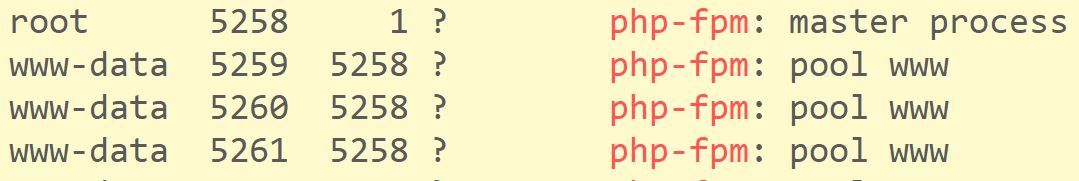 root 5258 1 ? php-fpm: master process
www-data 5259 5258 ? php-fpm: pool www
www-data 5260 5258 ? php-fpm: pool www
www-data 5261 5258 ? php-fpm: pool www